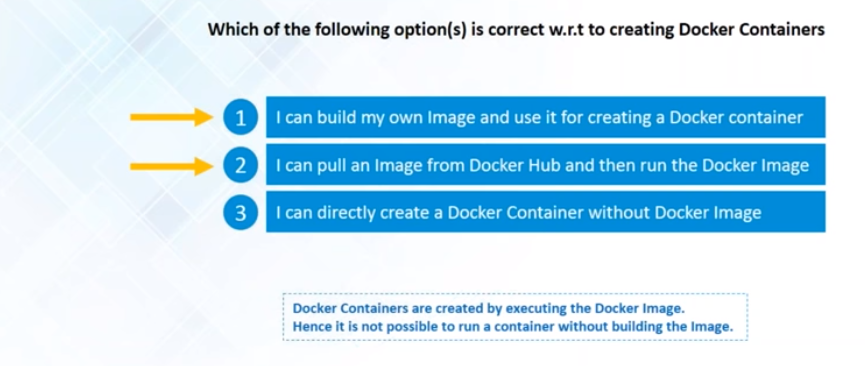 Which of the following option(s) is correct w.r.t to creating Docker Containers
1 I can build my own Image and use it for creating a Docker container
2 I can pull an Image from Docker Hub and then run the Docker Image
3 I can directly create a Docker Container without Docker Image
Docker Containers are created by executing the Docker Image.
Hence it is not possible to run a container without building the Image.